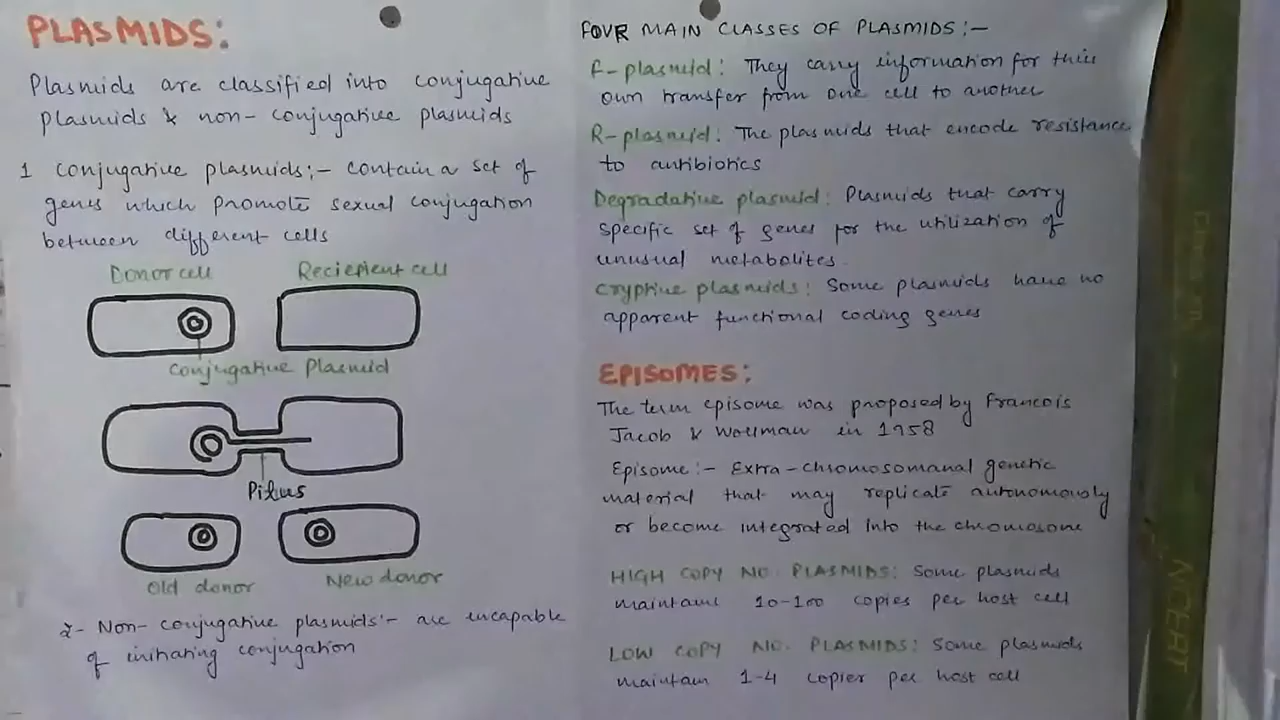 PLASMIDS:
Plasmids are classified into conjugative
plasmids & non-conjugative plasmids
1 Conjugative plasmids:- Contain a set of
genes which promote sexual conjugation
between different cells
Donor cell
Reciepient cell
Conjugative Plasmid
Pilus
Old donor
New donor
2- Non-conjugative plasmids:- are incapable
of initiating conjugation
FOUR MAIN CLASSES OF PLASMIDS:-
F-plasmid: They carry information for their
own transfer from one cell to another
R-plasmid: The plasmids that encode resistance
to antibiotics
Degradative plasmid: Plasmids that carry
specific set of genes for the utilization of
unusual metabolites.
Cryptive plasmids: Some plasmids have no
apparent functional coding genes
EPISOMES:
The term episome was proposed by Francois
Jacob & Wollman in 1958
Episome:- Extra-chromosomanal genetic
material that may replicate autonomously
or become integrated into the chromosome
HIGH COPY NO. PLASMIDS: Some plasmids
maintains 10-100 copies per host cell
LOW COPY NO. PLASMIDS: Some plasmids
maintain 1-4 copies per host cell
NCERT